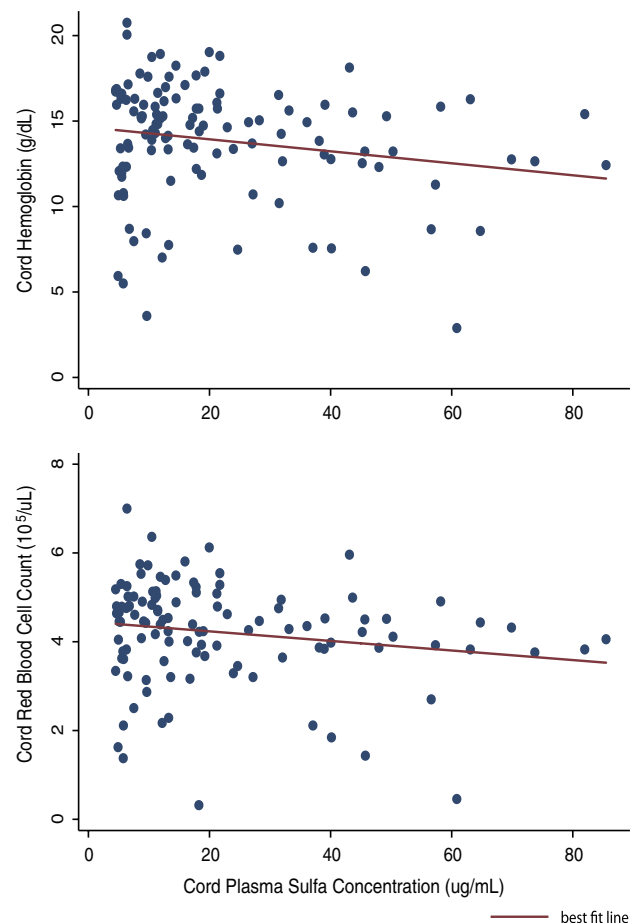 Cord Hemoglobin (g/dL)
20
15
10
5
0
0 20 40 60 80
Cord Red Blood Cell Count (10⁵/uL)
8
6
4
2
0
0 20 40 60 80
Cord Plasma Sulfa Concentration (ug/mL)
best fit line